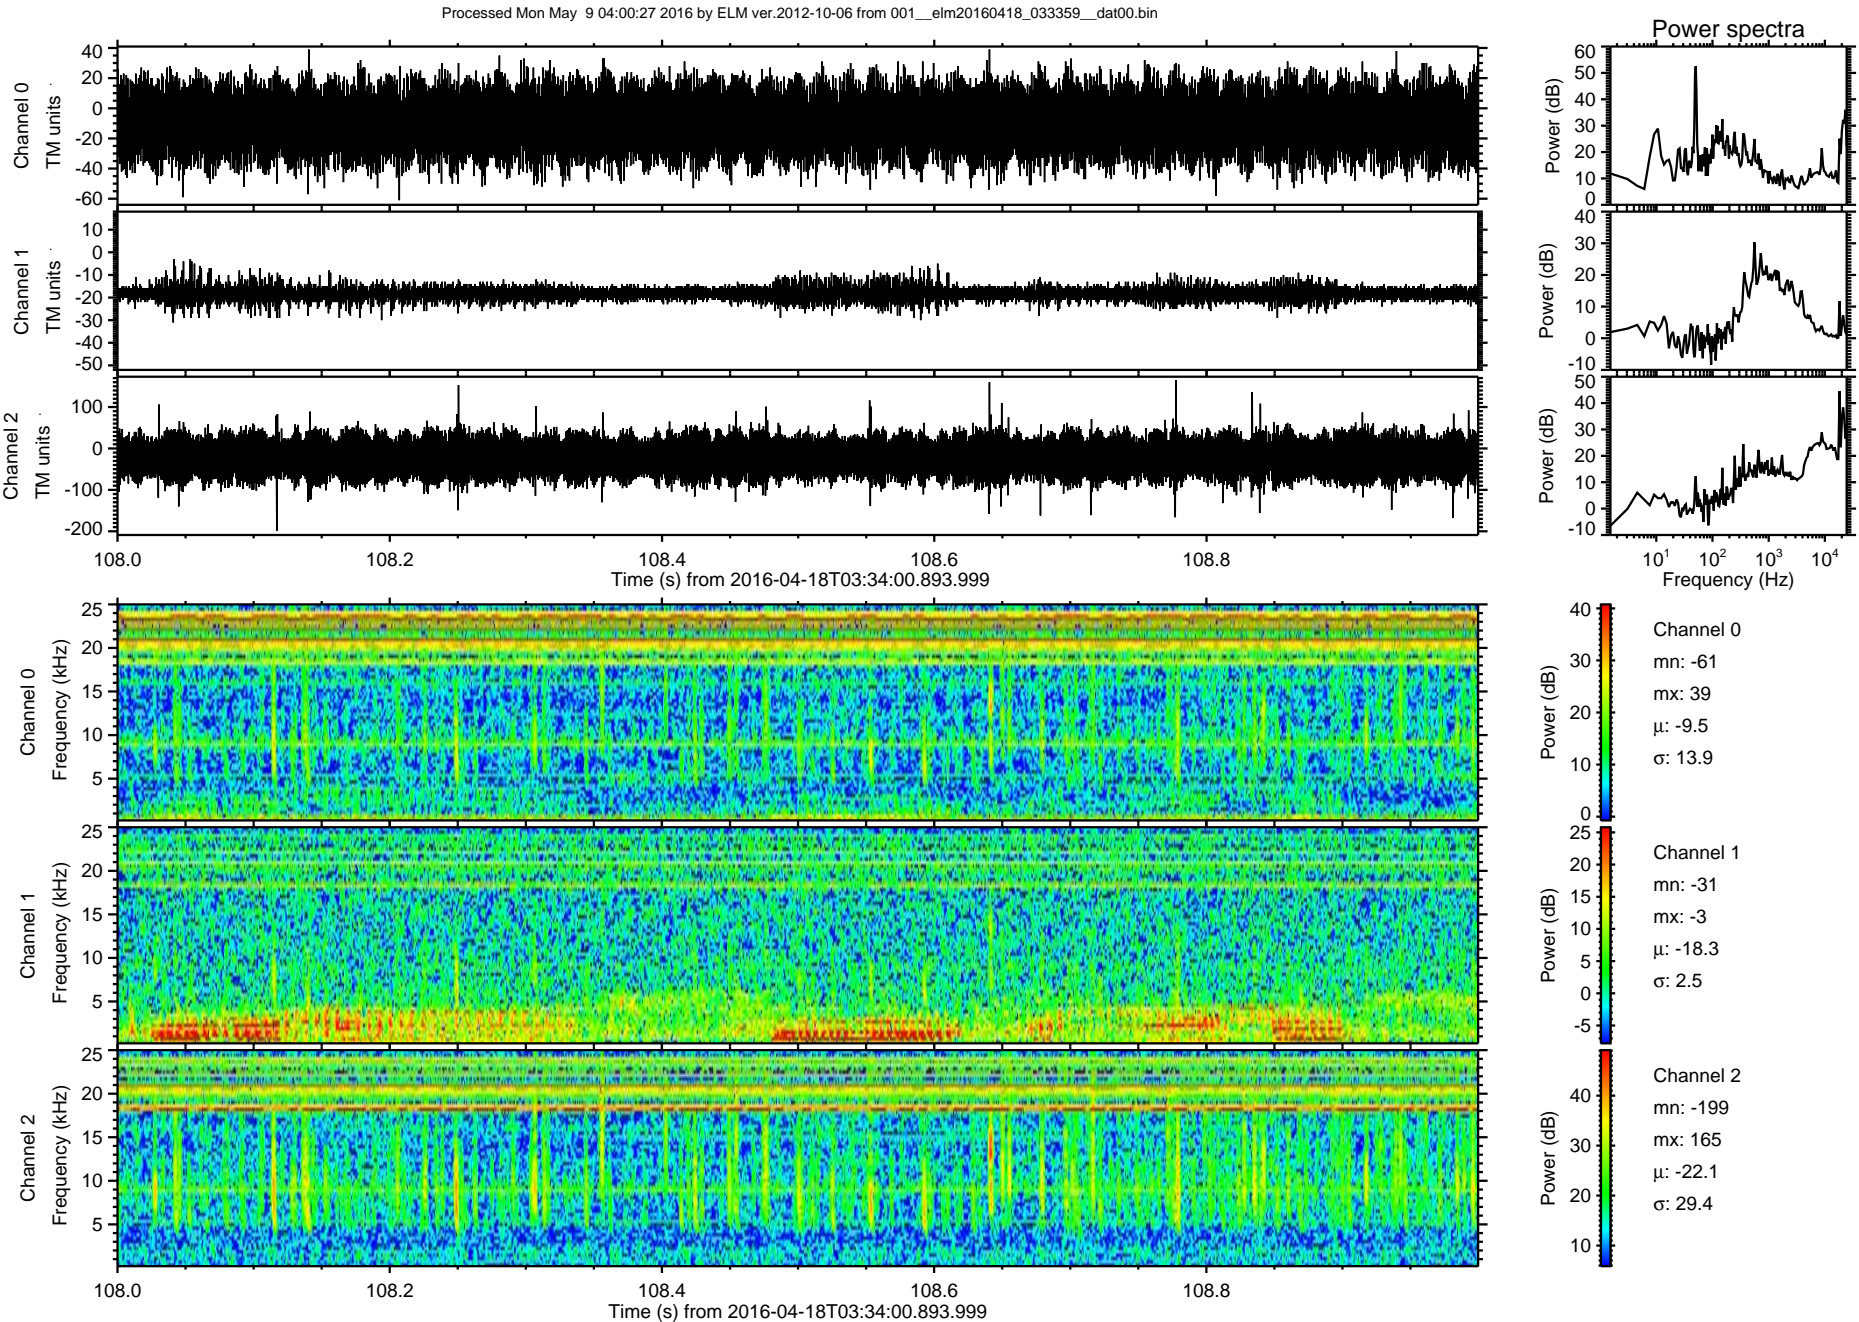 Processed Mon May  9 04:00:27 2016 by ELM ver.2012-10-06 from 001__elm20160418_033359__dat00.bin
Power spectra
Channel 0
TM units
40
20
0
-20
-40
-60
Power (dB)
60
50
40
30
20
10
0
Channel 1
TM units
10
0
-10
-20
-30
-40
-50
Power (dB)
40
30
20
10
0
-10
Channel 2
TM units
100
0
-100
-200
Power (dB)
50
40
30
20
10
0
-10
108.0 108.2 108.4 108.6 108.8
Time (s) from 2016-04-18T03:34:00.893.999
10¹ 10² 10³ 10⁴
Frequency (Hz)
Channel 0
Frequency (kHz)
25
20
15
10
5
Power (dB)
40
30
20
10
0
Channel 0
mn: -61
mx: 39
μ: -9.5
σ: 13.9
Channel 1
Frequency (kHz)
25
20
15
10
5
Power (dB)
25
20
15
10
5
0
-5
Channel 1
mn: -31
mx: -3
μ: -18.3
σ: 2.5
Channel 2
Frequency (kHz)
25
20
15
10
5
Power (dB)
40
30
20
10
Channel 2
mn: -199
mx: 165
μ: -22.1
σ: 29.4
108.0 108.2 108.4 108.6 108.8
Time (s) from 2016-04-18T03:34:00.893.999